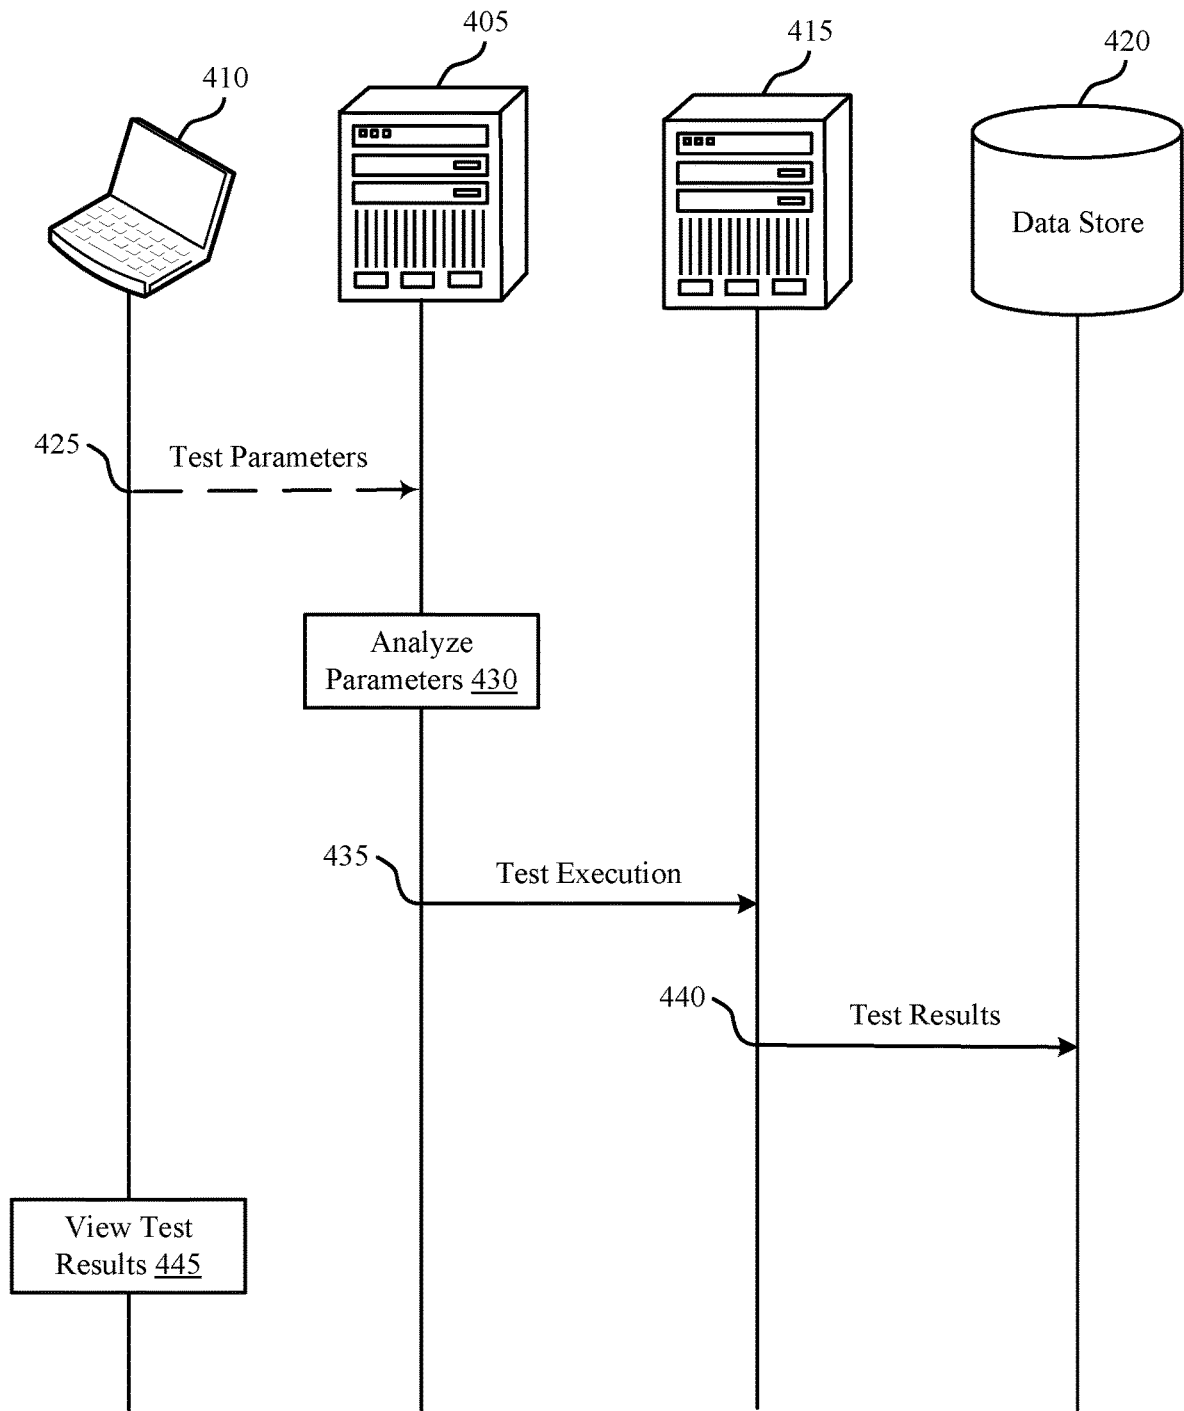 405
415
420
410
Data Store
425
Test Parameters
Analyze
Parameters 430
435
Test Execution
440
Test Results
View Test
Results 445